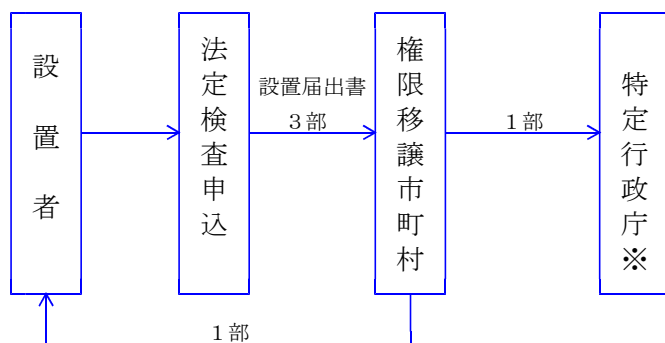 設置者
法定検査申込
設置届出書
3部
権限移譲市町村
1部
特定行政庁※
1部